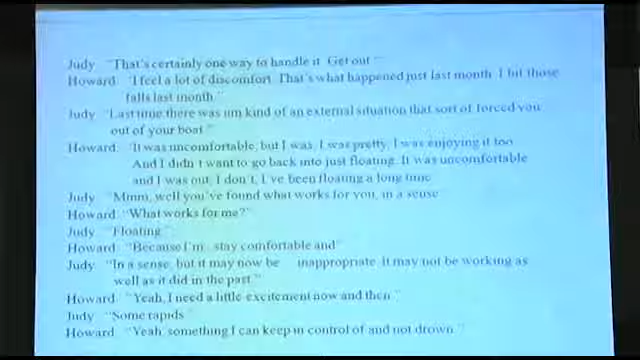 Judy "That's certainly one way to handle it. Get out."
Howard "I feel a lot of discomfort. That's what happened just last month. I hit those
falls last month."
Judy "Last time there was um kind of an external situation that sort of forced you
out of your boat."
Howard "It was uncomfortable, but I was, I was pretty, I was enjoying it too.
And I didn't want to go back into just floating. It was uncomfortable
and I was out, I don't, I've been floating a long time.
Judy "Mmm, well you've found what works for you, in a sense.
Howard "What works for me?"
Judy "Floating."
Howard "Because I'm stay comfortable and"
Judy "In a sense, but it may now be inappropriate. It may not be working as
well as it did in the past."
Howard "Yeah, I need a little excitement now and then."
Judy "Some rapids"
Howard "Yeah, something I can keep in control of and not drown."